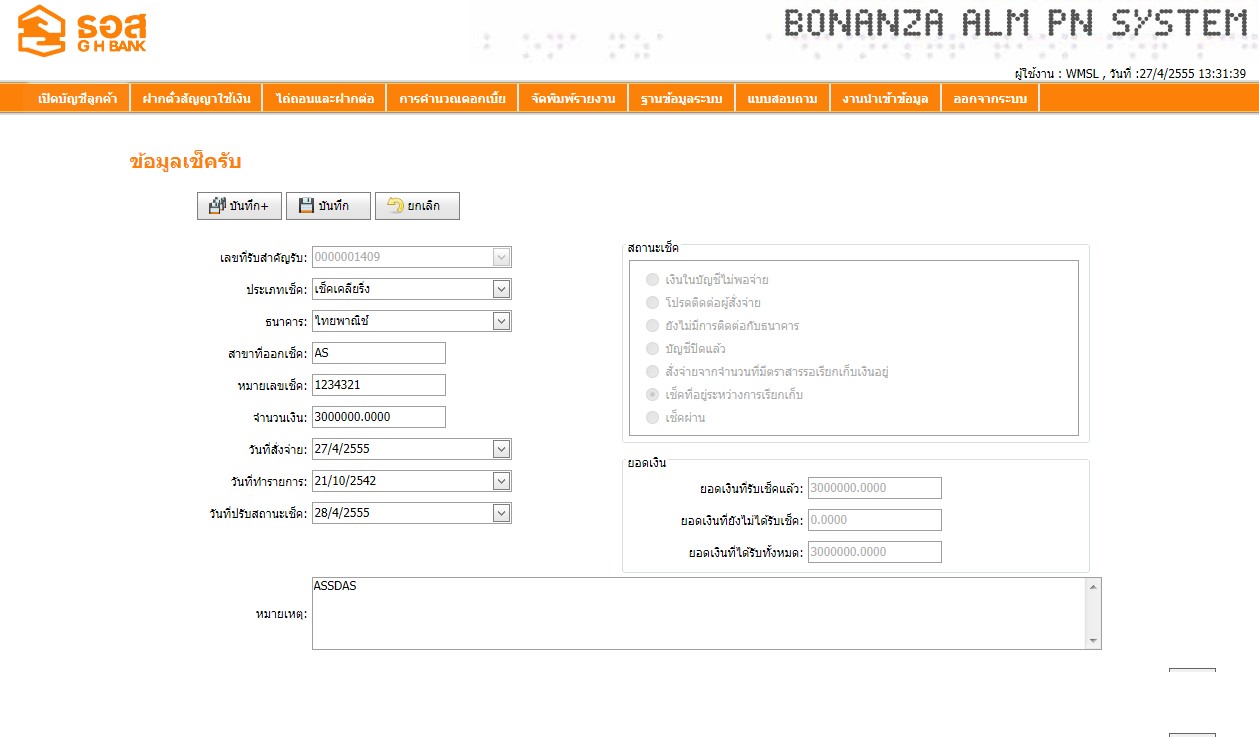 ธอส
G H BANK
BONANZA ALM PN SYSTEM
ผู้ใช้งาน : WMSL , วันที่ :27/4/2555 13:31:39
เปิดบัญชีลูกค้า ฝากตั๋วสัญญาใช้เงิน ไถ่ถอนและฝากต่อ การคำนวณดอกเบี้ย จัดพิมพ์รายงาน ฐานข้อมูลระบบ แบบสอบถาม งานนำเข้าข้อมูล ออกจากระบบ
ข้อมูลเช็ครับ
บันทึก+ บันทึก ยกเลิก
เลขที่รับสำคัญรับ: 0000001409
ประเภทเช็ค: เช็คเคลียริ่ง
ธนาคาร: ไทยพาณิชย์
สาขาที่ออกเช็ค: AS
หมายเลขเช็ค: 1234321
จำนวนเงิน: 3000000.0000
วันที่สั่งจ่าย: 27/4/2555
วันที่ทำรายการ: 21/10/2542
วันที่ปรับสถานะเช็ค: 28/4/2555
สถานะเช็ค
เงินในบัญชีไม่พอจ่าย
โปรดติดต่อผู้สั่งจ่าย
ยังไม่มีการติดต่อกับธนาคาร
บัญชีปิดแล้ว
สั่งจ่ายจากจำนวนที่มีตราสารรอเรียกเก็บเงินอยู่
เช็คที่อยู่ระหว่างการเรียกเก็บ
เช็คผ่าน
ยอดเงิน
ยอดเงินที่รับเช็คแล้ว: 3000000.0000
ยอดเงินที่ยังไม่ได้รับเช็ค: 0.0000
ยอดเงินที่ได้รับทั้งหมด: 3000000.0000
หมายเหตุ: ASSDAS